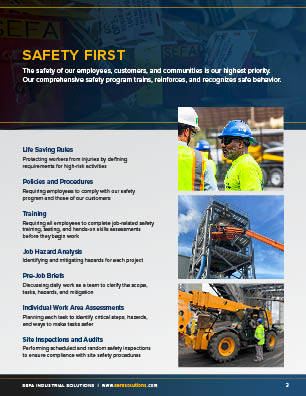 SEFA
SAFETY FIRST
The safety of our employees, customers, and communities is our highest priority.
Our comprehensive safety program trains, reinforces, and recognizes safe behavior.
Life Saving Rules
Protecting workers from injuries by defining
requirements for high-risk activities
Policies and Procedures
Requiring employees to comply with our safety
program and those of our customers
Training
Requiring all employees to complete job-related safety
training, testing, and hands-on skills assessments
before they begin work
Job Hazard Analysis
Identifying and mitigating hazards for each project
Pre-Job Briefs
Discussing daily work as a team to clarify the scope,
tasks, hazards, and mitigation
Individual Work Area Assessments
Planning each task to identify critical steps, hazards,
and ways to make tasks safer
Site Inspections and Audits
Performing scheduled and random safety inspections
to ensure compliance with site safety procedures
SEFA INDUSTRIAL SOLUTIONS | WWW.SEFASOLUTIONS.COM
3